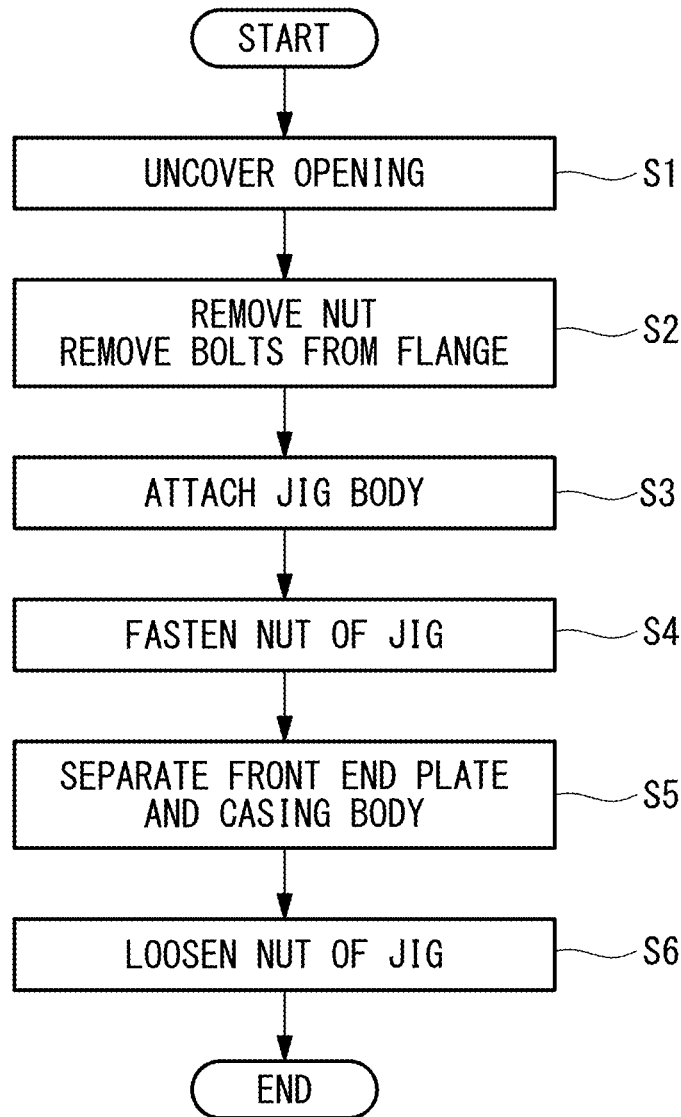 START
UNCOVER OPENING
S1
REMOVE NUT
REMOVE BOLTS FROM FLANGE
S2
ATTACH JIG BODY
S3
FASTEN NUT OF JIG
S4
SEPARATE FRONT END PLATE
AND CASING BODY
S5
LOOSEN NUT OF JIG
S6
END